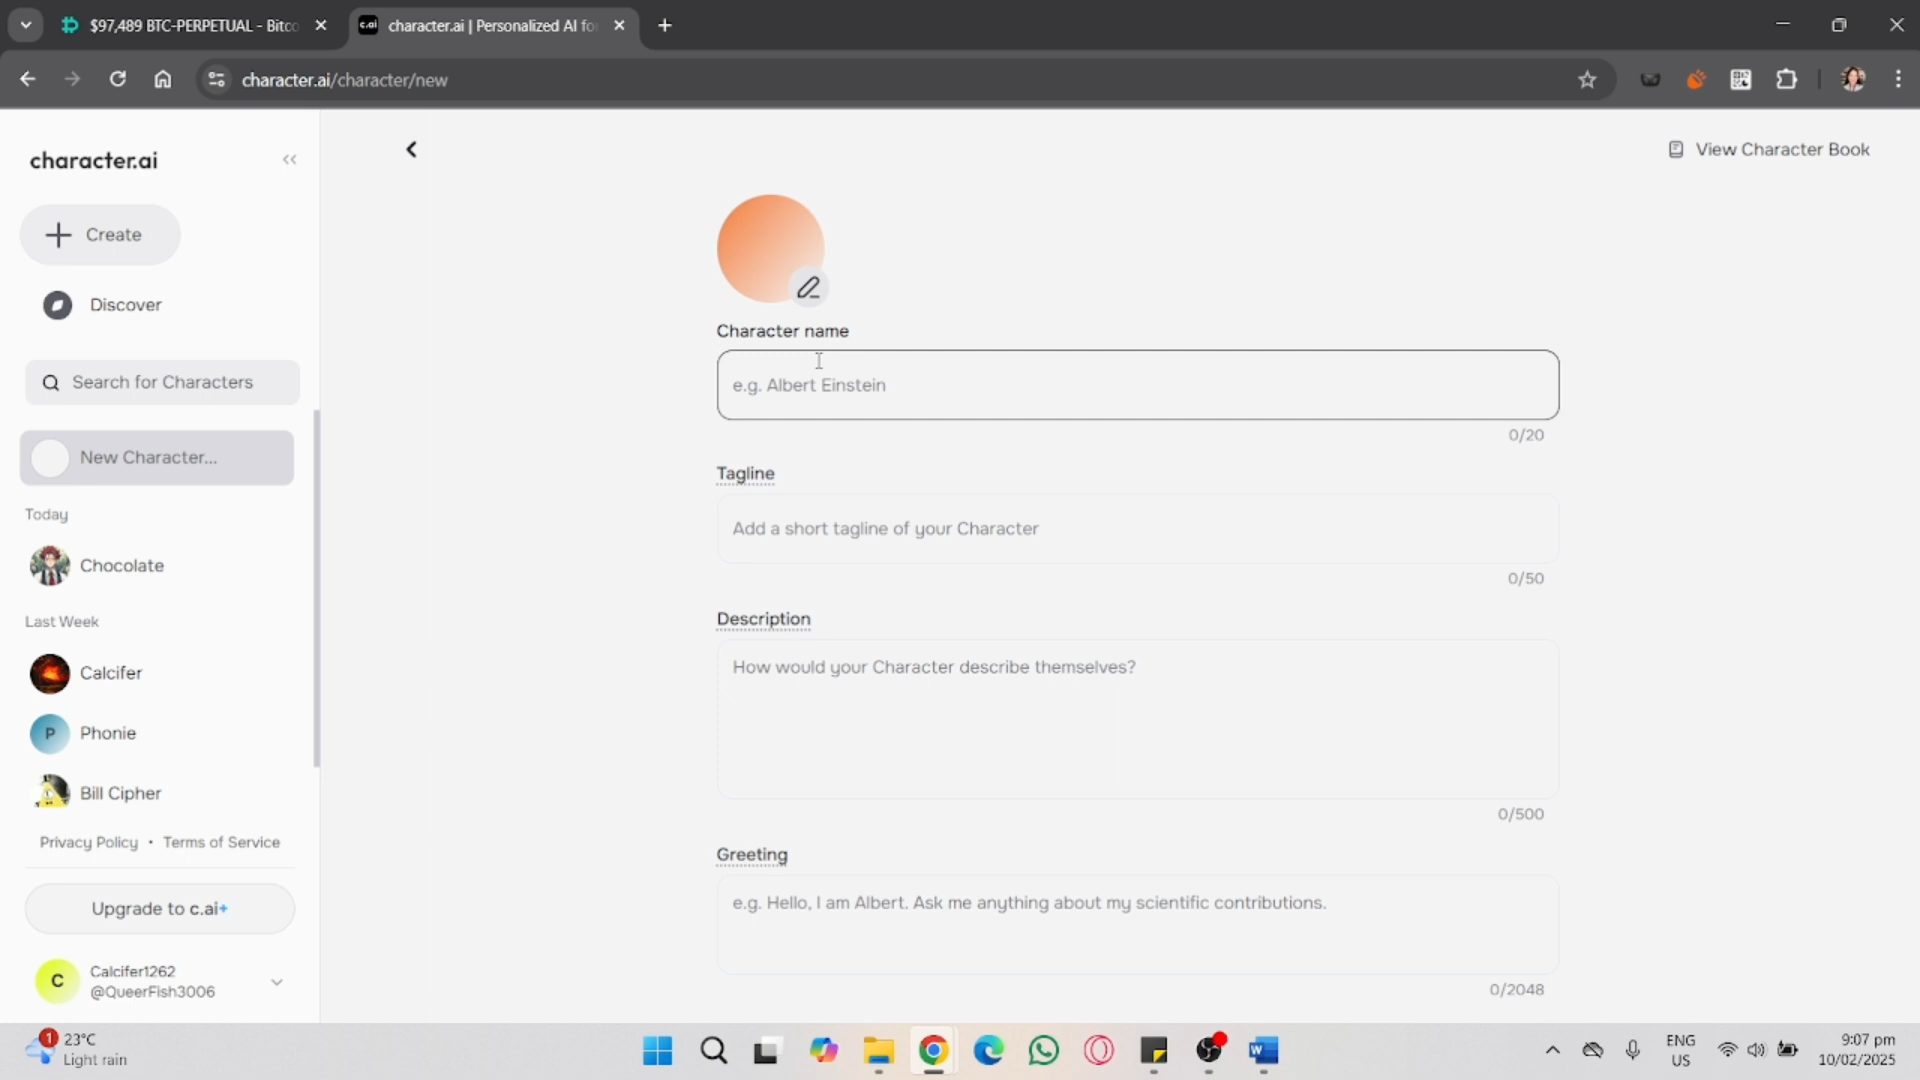 $97,489 BTC-PERPETUAL - Bitco
c.ai
character.ai | Personalized AI fo
character.ai/character/new
character.ai
Create
Discover
Search for Characters
New Character...
Today
Chocolate
Last Week
Calcifer
P
Phonie
Bill Cipher
Privacy Policy • Terms of Service
Upgrade to c.ai+
C
Calcifer1262
@QueerFish3006
View Character Book
Character name
e.g. Albert Einstein
0/20
Tagline
Add a short tagline of your Character
0/50
Description
How would your Character describe themselves?
0/500
Greeting
e.g. Hello, I am Albert. Ask me anything about my scientific contributions.
0/2048
1
23°C
Light rain
W
ENG
US
9:07 pm
10/02/2025